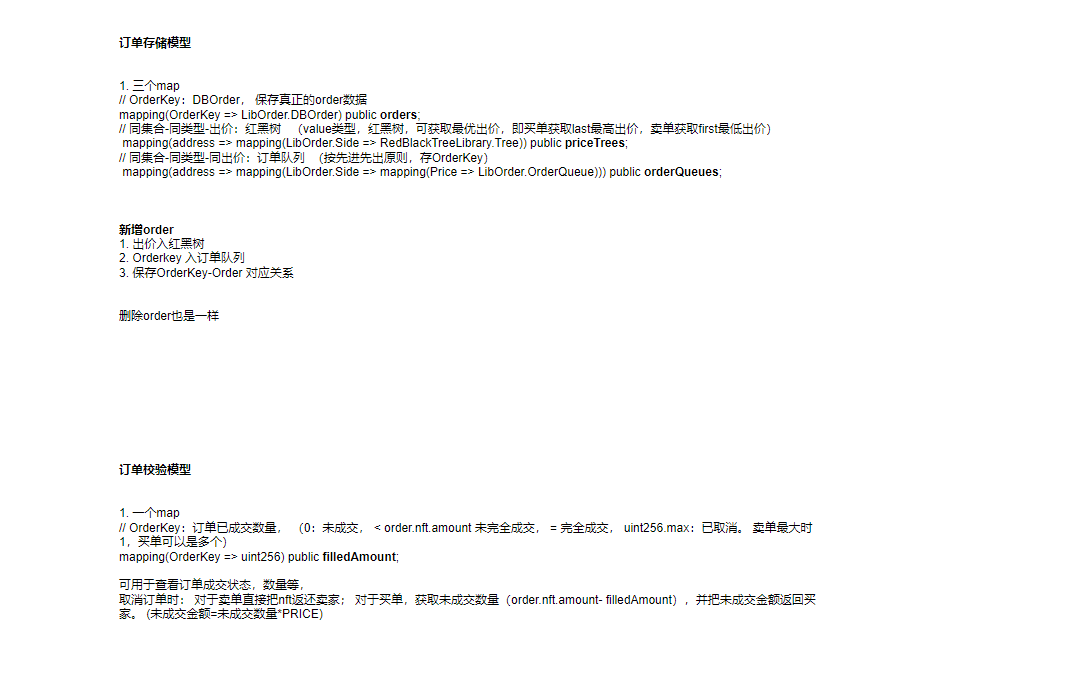 订单存储模型
1. 三个map
// OrderKey：DBOrder， 保存真正的order数据
mapping(OrderKey => LibOrder.DBOrder) public orders;
// 同集合-同类型-出价：红黑树 （value类型，红黑树，可获取最优出价，即买单获取last最高出价，卖单获取first最低出价）
mapping(address => mapping(LibOrder.Side => RedBlackTreeLibrary.Tree)) public priceTrees;
// 同集合-同类型-同出价：订单队列 （按先进先出原则，存OrderKey）
mapping(address => mapping(LibOrder.Side => mapping(Price => LibOrder.OrderQueue))) public orderQueues;
新增order
1. 出价入红黑树
2. Orderkey 入订单队列
3. 保存OrderKey-Order 对应关系
删除order也是一样
订单校验模型
1. 一个map
// OrderKey：订单已成交数量， （0：未成交， < order.nft.amount 未完全成交， = 完全成交， uint256.max：已取消。 卖单最大时
1，买单可以是多个）
mapping(OrderKey => uint256) public filledAmount;
可用于查看订单成交状态，数量等，
取消订单时： 对于卖单直接把nft返还卖家； 对于买单，获取未成交数量（order.nft.amount- filledAmount），并把未成交金额返回买
家。 (未成交金额=未成交数量*PRICE)